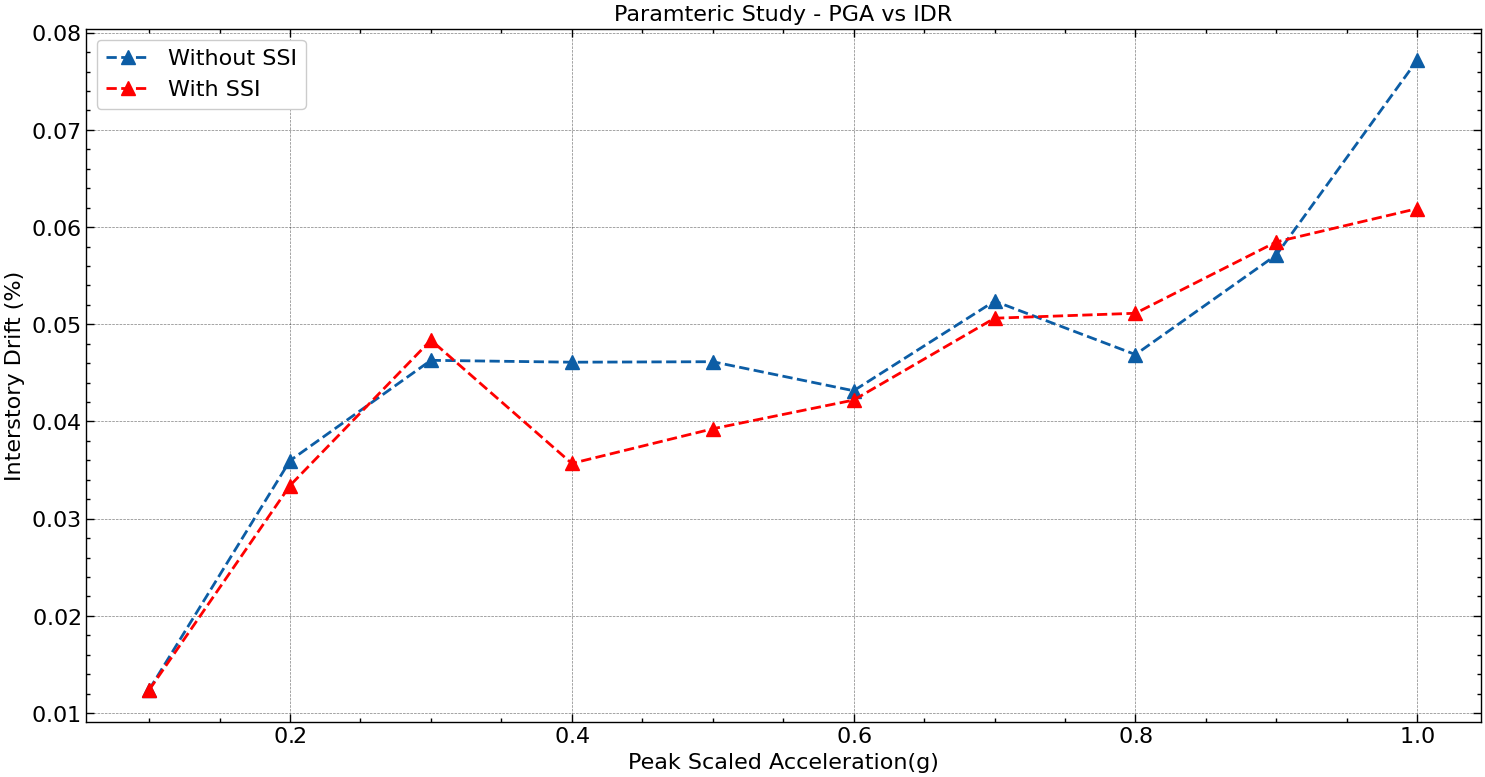 Paramteric Study - PGA vs IDR
Without SSI
With SSI
Interstory Drift (%)
0.08
0.07
0.06
0.05
0.04
0.03
0.02
0.01
0.2 0.4 0.6 0.8 1.0
Peak Scaled Acceleration(g)